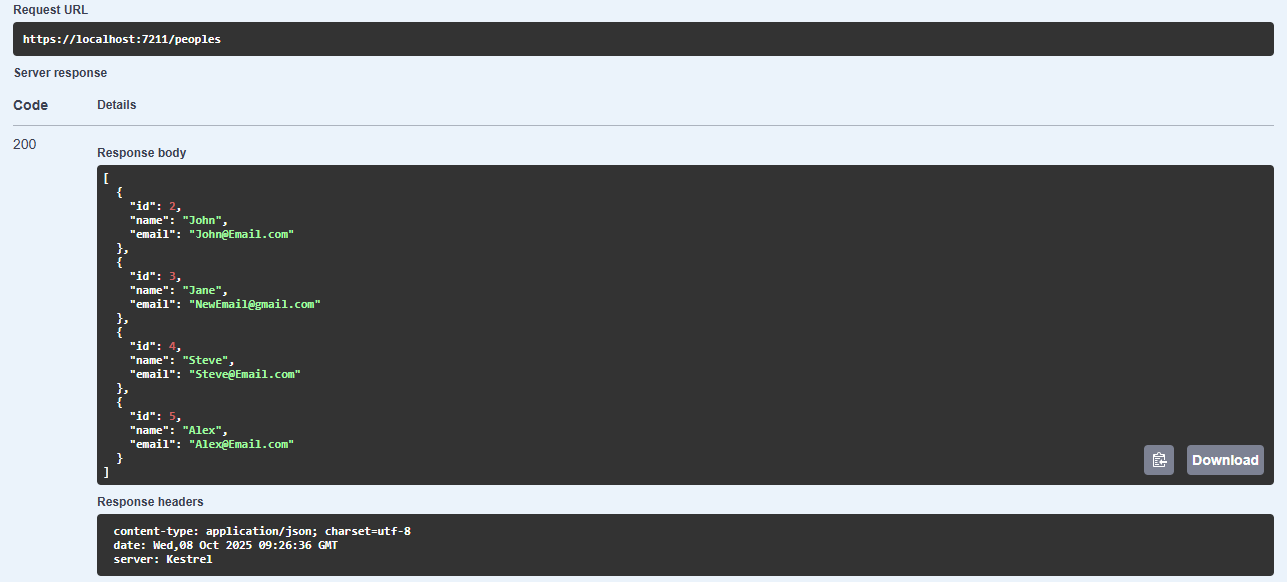 Request URL
https://localhost:7211/peoples
Server response
Code Details
200
Response body
[
  {
    "id": 2,
    "name": "John",
    "email": "John@Email.com"
  },
  {
    "id": 3,
    "name": "Jane",
    "email": "NewEmail@gmail.com"
  },
  {
    "id": 4,
    "name": "Steve",
    "email": "Steve@Email.com"
  },
  {
    "id": 5,
    "name": "Alex",
    "email": "Alex@Email.com"
  }
]
Download
Response headers
content-type: application/json; charset=utf-8
date: Wed,08 Oct 2025 09:26:36 GMT
server: Kestrel